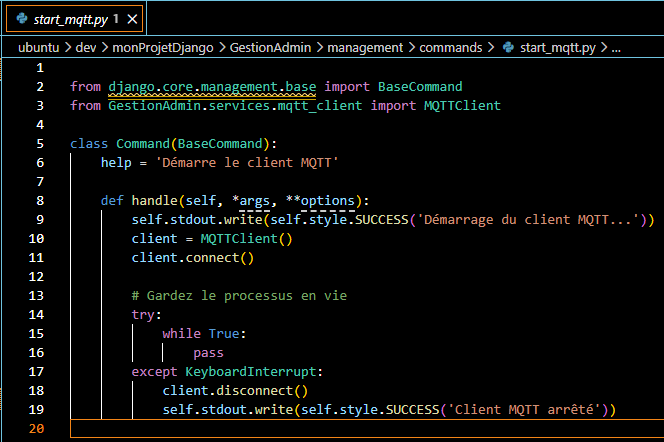 start_mqtt.py 1 ×
ubuntu > dev > monProjetDjango > GestionAdmin > management > commands > start_mqtt.py > ...
1
2 from django.core.management.base import BaseCommand
3 from GestionAdmin.services.mqtt_client import MQTTClient
4
5 class Command(BaseCommand):
6     help = 'Démarre le client MQTT'
7
8     def handle(self, *args, **options):
9         self.stdout.write(self.style.SUCCESS('Démarrage du client MQTT...'))
10         client = MQTTClient()
11         client.connect()
12
13         # Gardez le processus en vie
14         try:
15             while True:
16                 pass
17         except KeyboardInterrupt:
18             client.disconnect()
19             self.stdout.write(self.style.SUCCESS('Client MQTT arrêté'))
20